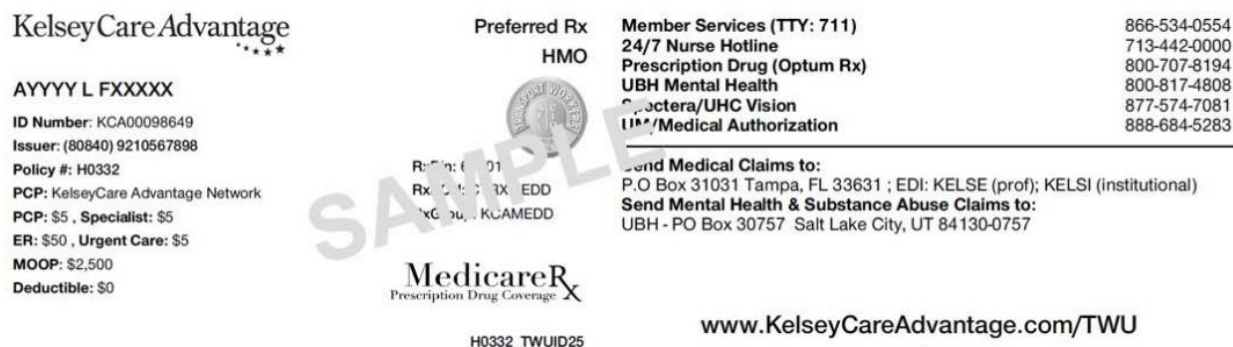 KelseyCare Advantage
AYYYY L FXXXXX
ID Number: KCA00098649
Issuer: (80840) 9210567898
Policy #: H0332
PCP: KelseyCare Advantage Network
PCP: $5 , Specialist: $5
ER: $50 , Urgent Care: $5
MOOP: $2,500
Deductible: $0
Preferred Rx
HMO
TRANSPORT WORKERS
KCAMEDD
SAMPLE
MedicareRx
Prescription Drug Coverage
H0332 TWUID25
Member Services (TTY: 711) 866-534-0554
24/7 Nurse Hotline 713-442-0000
Prescription Drug (Optum Rx) 800-707-8194
UBH Mental Health 800-817-4808
Spectera/UHC Vision 877-574-7081
UM/Medical Authorization 888-684-5283
Send Medical Claims to:
P.O Box 31031 Tampa, FL 33631 ; EDI: KELSE (prof); KELSI (institutional)
Send Mental Health & Substance Abuse Claims to:
UBH - PO Box 30757 Salt Lake City, UT 84130-0757
www.KelseyCareAdvantage.com/TWU